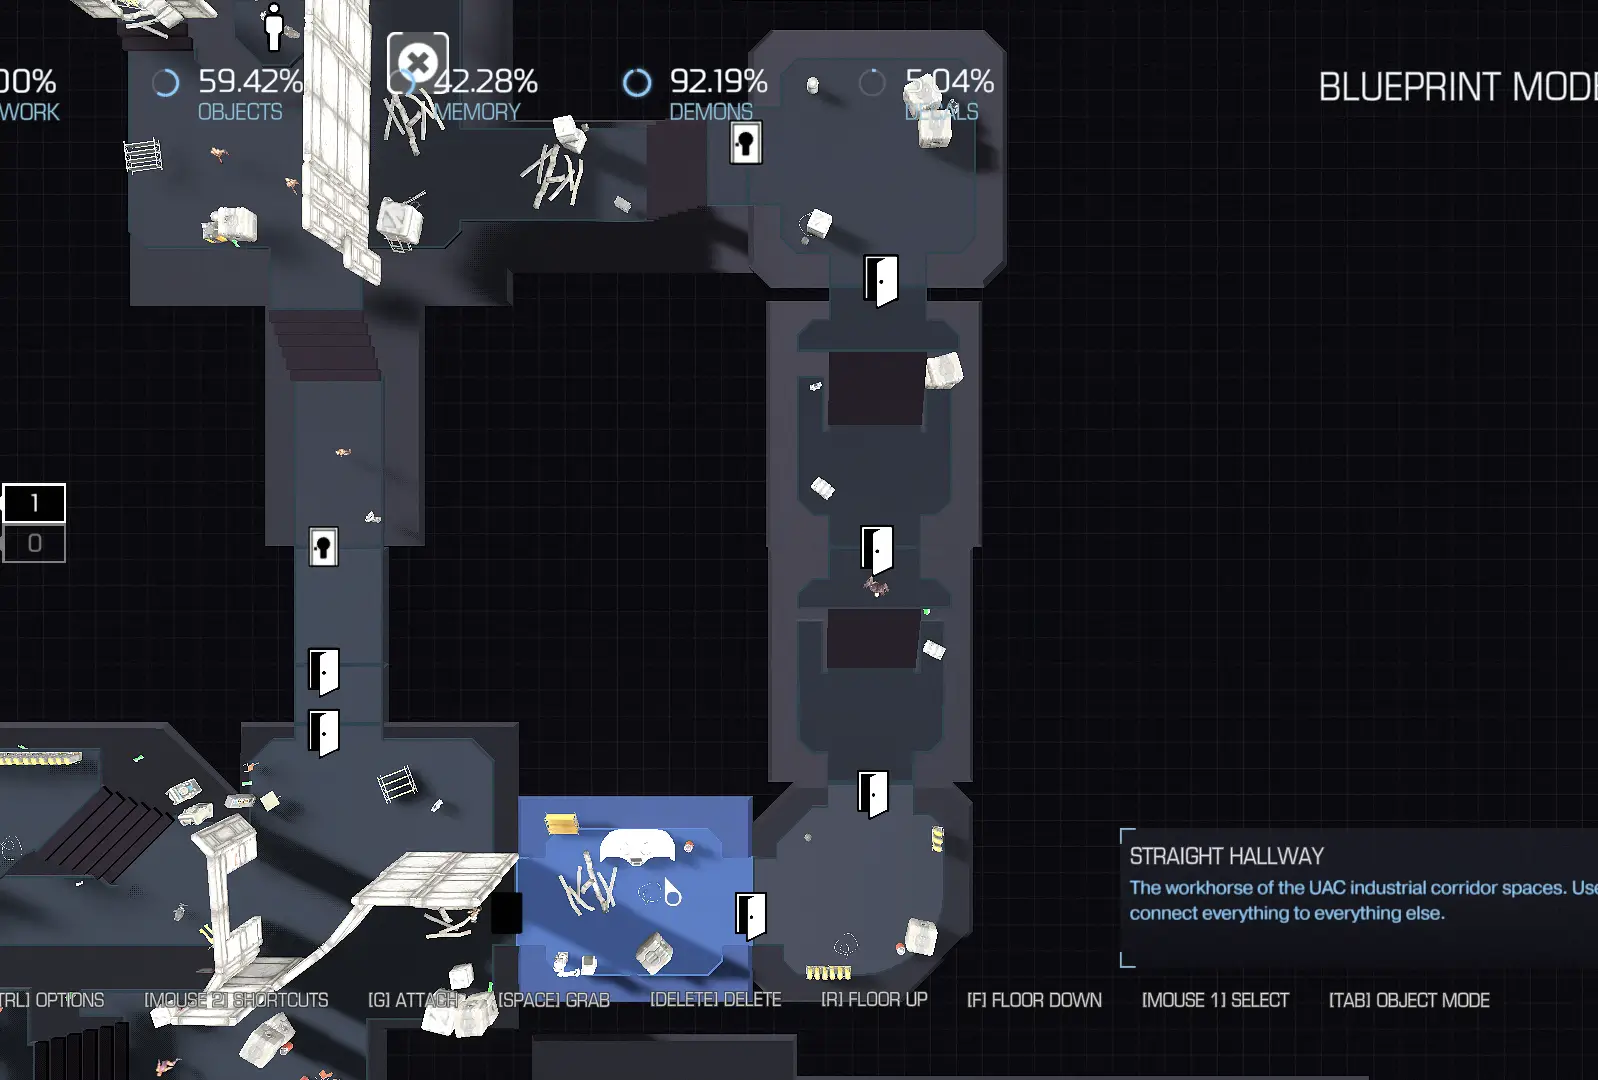 00% 59.42% 42.28% 92.19% 5.04%
WORK OBJECTS MEMORY DEMONS DECALS
BLUEPRINT MODE
1
0
STRAIGHT HALLWAY
The workhorse of the UAC industrial corridor spaces. Use
connect everything to everything else.
TRL] OPTIONS [MOUSE 2] SHORTCUTS [G] ATTACH [SPACE] GRAB [DELETE] DELETE [R] FLOOR UP [F] FLOOR DOWN [MOUSE 1] SELECT [TAB] OBJECT MODE